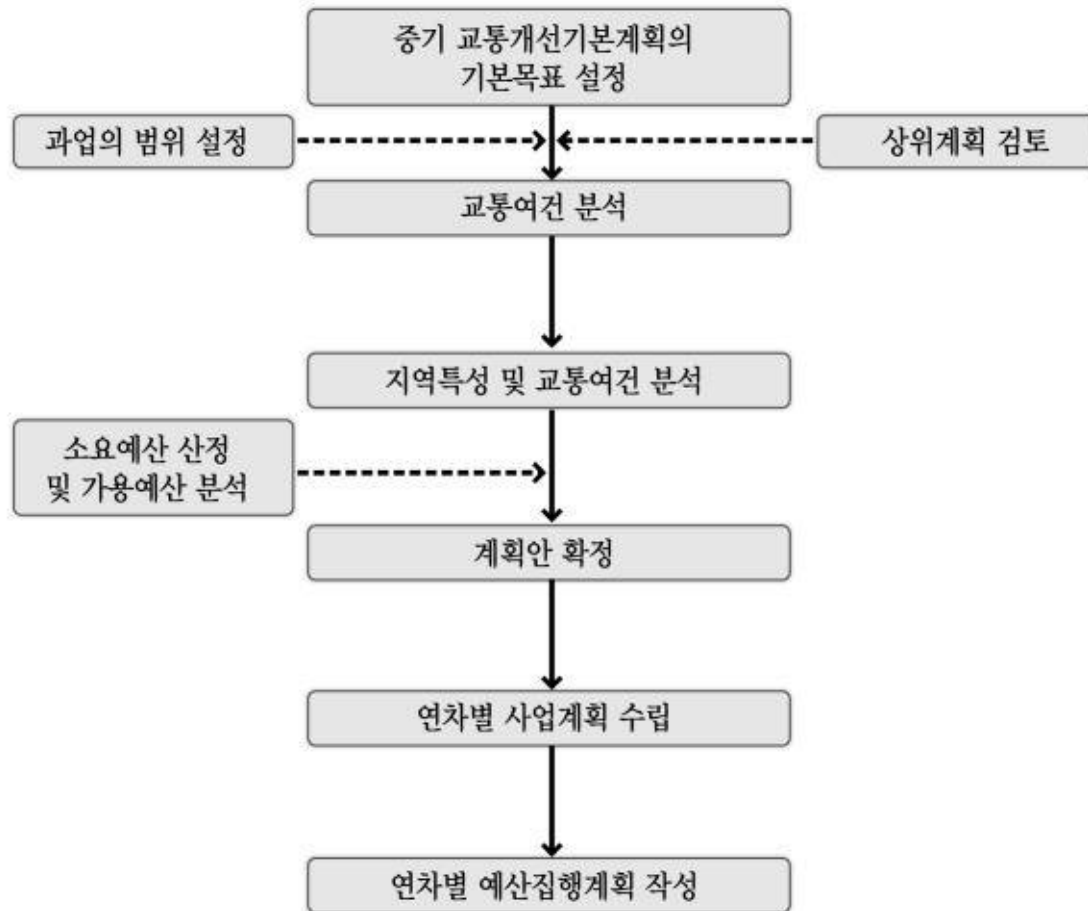 중기 교통개선기본계획의
기본목표 설정
과업의 범위 설정
상위계획 검토
교통여건 분석
지역특성 및 교통여건 분석
소요예산 산정
및 가용예산 분석
계획안 확정
연차별 사업계획 수립
연차별 예산집행계획 작성